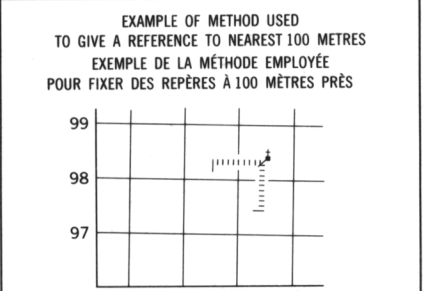 EXAMPLE OF METHOD USED
TO GIVE A REFERENCE TO NEAREST 100 METRES
EXEMPLE DE LA MÉTHODE EMPLOYÉE
POUR FIXER DES REPÈRES À 100 MÈTRES PRÈS
99
98
97